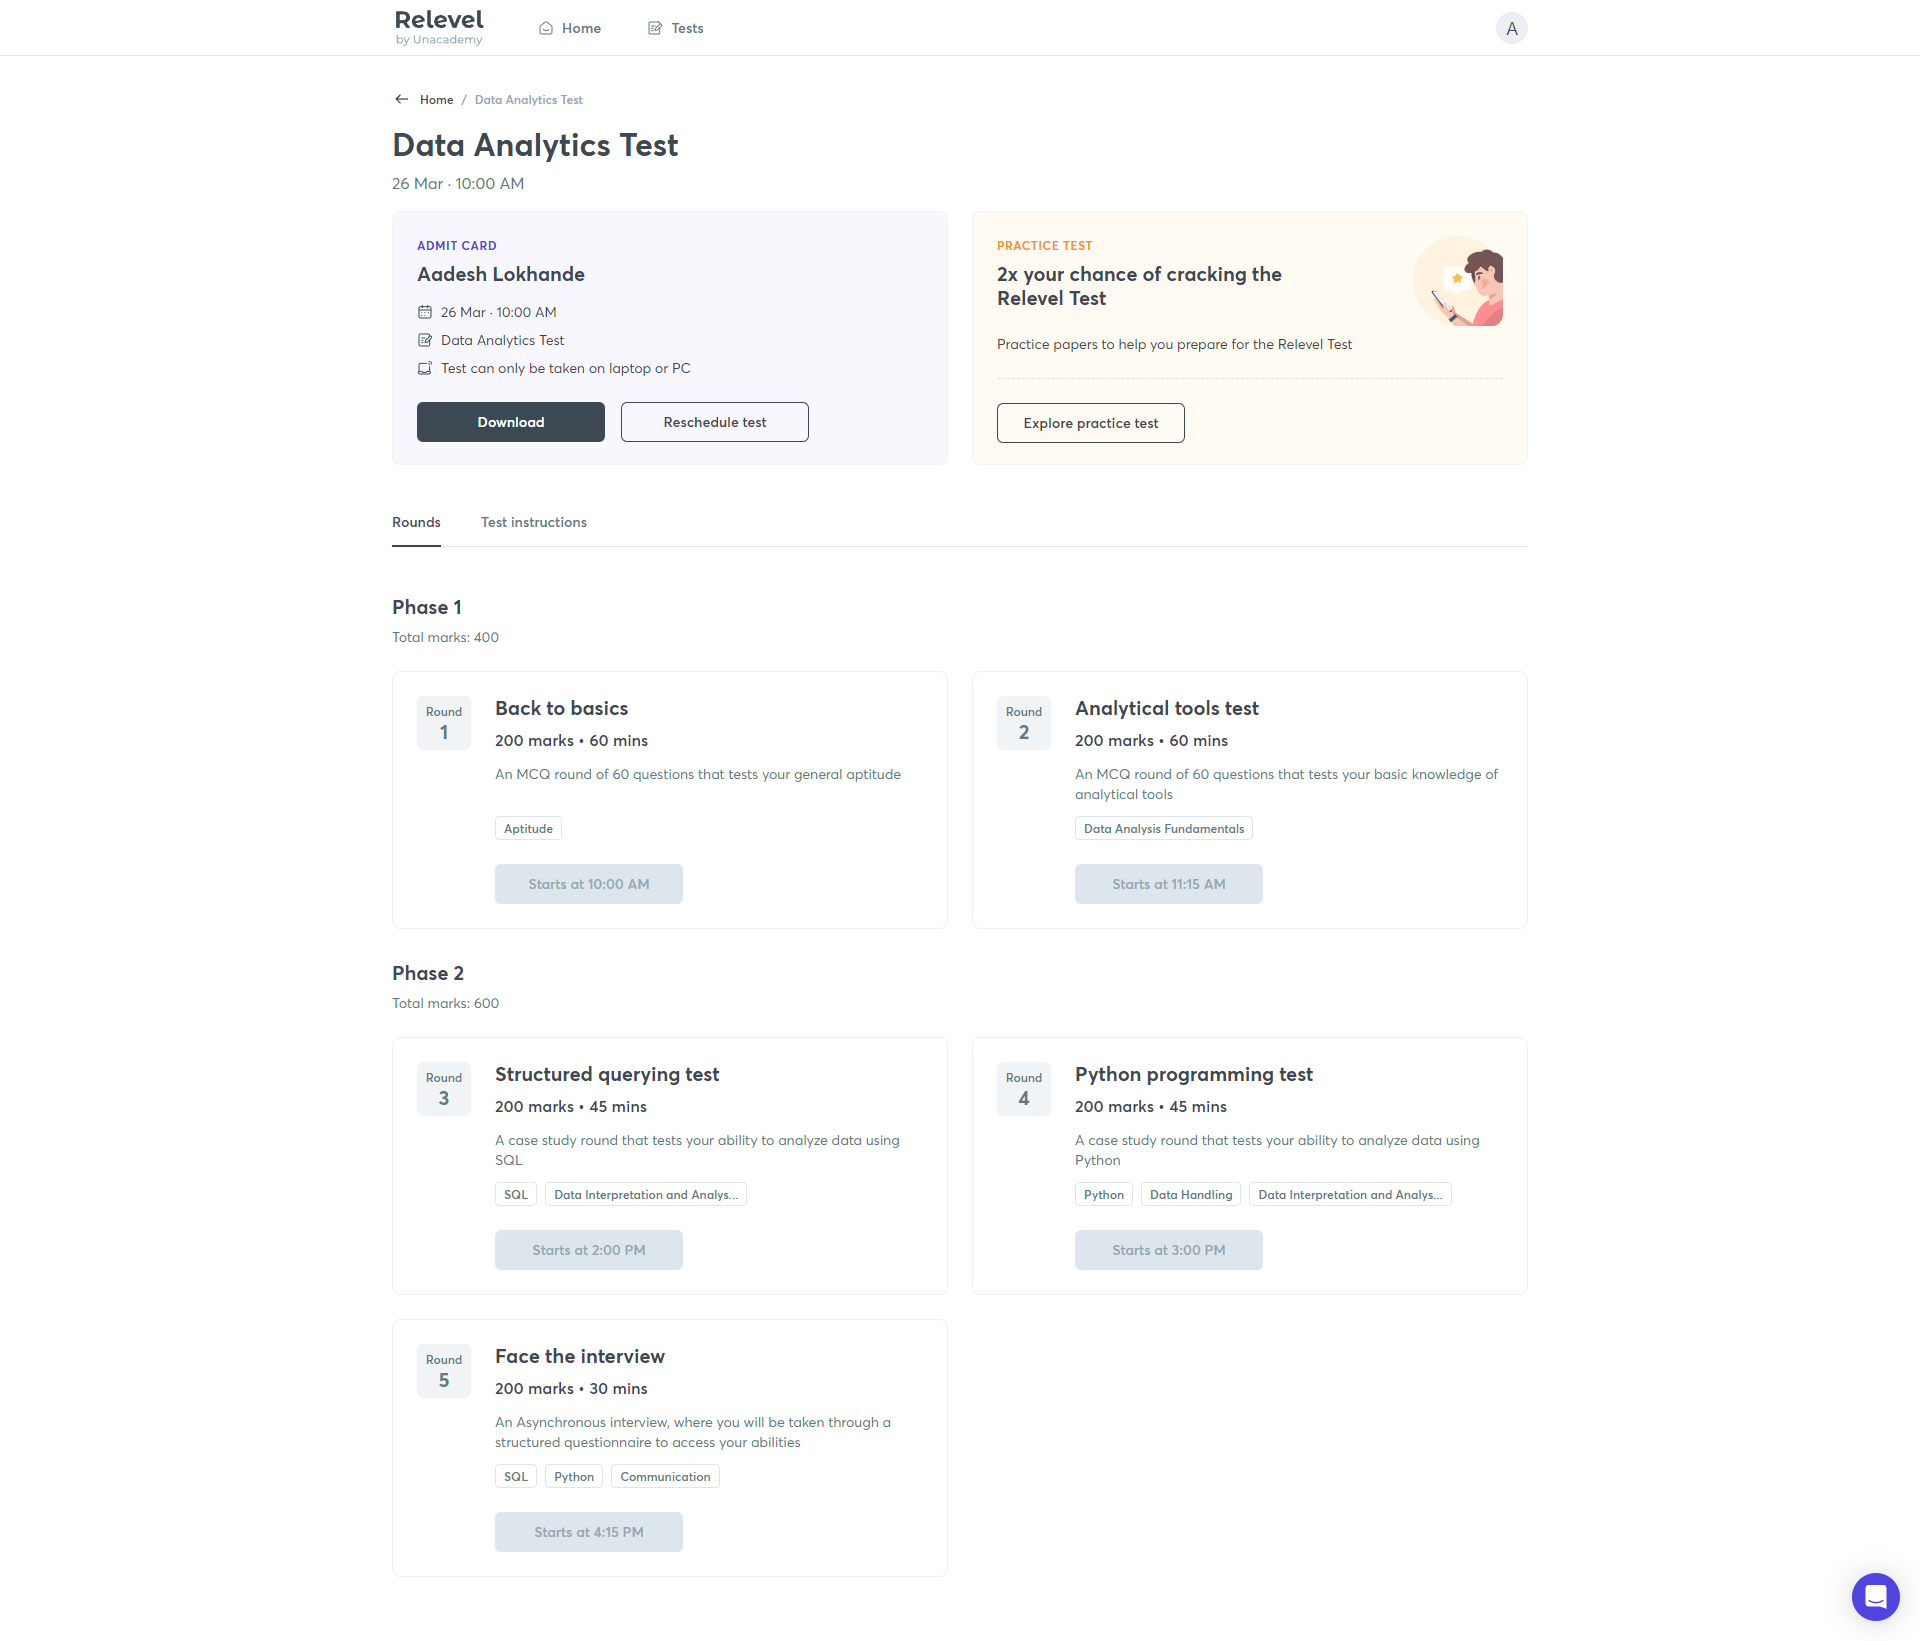 Relevel
by Unacademy
Home
Tests
A
Home / Data Analytics Test
Data Analytics Test
26 Mar · 10:00 AM
ADMIT CARD
Aadesh Lokhande
26 Mar · 10:00 AM
Data Analytics Test
Test can only be taken on laptop or PC
Download
Reschedule test
PRACTICE TEST
2x your chance of cracking the
Relevel Test
Practice papers to help you prepare for the Relevel Test
Explore practice test
Rounds
Test instructions
Phase 1
Total marks: 400
Round
1
Back to basics
200 marks • 60 mins
An MCQ round of 60 questions that tests your general aptitude
Aptitude
Starts at 10:00 AM
Round
2
Analytical tools test
200 marks • 60 mins
An MCQ round of 60 questions that tests your basic knowledge of
analytical tools
Data Analysis Fundamentals
Starts at 11:15 AM
Phase 2
Total marks: 600
Round
3
Structured querying test
200 marks • 45 mins
A case study round that tests your ability to analyze data using
SQL
SQL
Data Interpretation and Analys...
Starts at 2:00 PM
Round
4
Python programming test
200 marks • 45 mins
A case study round that tests your ability to analyze data using
Python
Python
Data Handling
Data Interpretation and Analys...
Starts at 3:00 PM
Round
5
Face the interview
200 marks • 30 mins
An Asynchronous interview, where you will be taken through a
structured questionnaire to access your abilities
SQL
Python
Communication
Starts at 4:15 PM